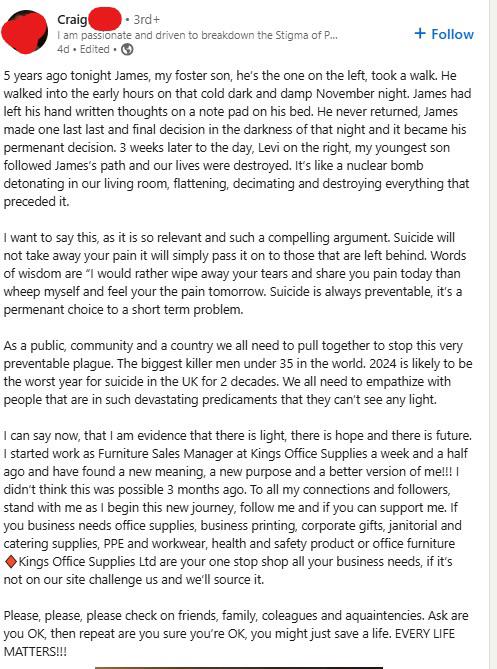 Craig • 3rd+
I am passionate and driven to breakdown the Stigma of P...
4d • Edited •
+ Follow
5 years ago tonight James, my foster son, he's the one on the left, took a walk. He
walked into the early hours on that cold dark and damp November night. James had
left his hand written thoughts on a note pad on his bed. He never returned, James
made one last last and final decision in the darkness of that night and it became his
permenant decision. 3 weeks later to the day, Levi on the right, my youngest son
followed James's path and our lives were destroyed. It's like a nuclear bomb
detonating in our living room, flattening, decimating and destroying everything that
preceded it.
I want to say this, as it is so relevant and such a compelling argument. Suicide will
not take away your pain it will simply pass it on to those that are left behind. Words
of wisdom are “I would rather wipe away your tears and share you pain today than
wheep myself and feel your the pain tomorrow. Suicide is always preventable, it's a
permenant choice to a short term problem.
As a public, community and a country we all need to pull together to stop this very
preventable plague. The biggest killer men under 35 in the world. 2024 is likely to be
the worst year for suicide in the UK for 2 decades. We all need to empathize with
people that are in such devastating predicaments that they can't see any light.
I can say now, that I am evidence that there is light, there is hope and there is future.
I started work as Furniture Sales Manager at Kings Office Supplies a week and a half
ago and have found a new meaning, a new purpose and a better version of me!!! I
didn't think this was possible 3 months ago. To all my connections and followers,
stand with me as I begin this new journey, follow me and if you can support me. If
you business needs office supplies, business printing, corporate gifts, janitorial and
catering supplies, PPE and workwear, health and safety product or office furniture
♦Kings Office Supplies Ltd are your one stop shop all your business needs, if it's
not on our site challenge us and we'll source it.
Please, please, please check on friends, family, coleagues and aquaintencies. Ask are
you OK, then repeat are you sure you're OK, you might just save a life. EVERY LIFE
MATTERS!!!